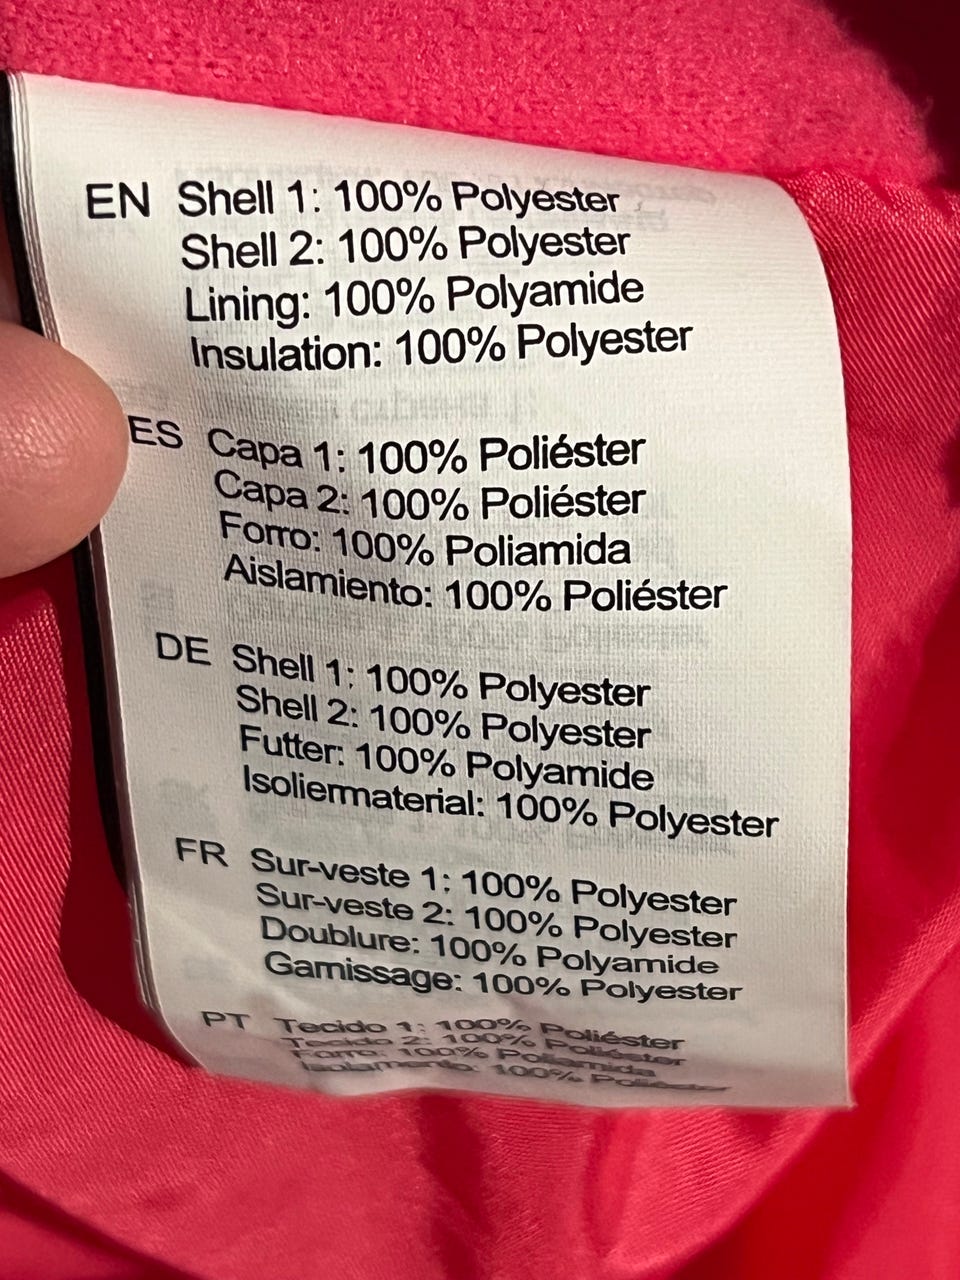 EN Shell 1: 100% Polyester
Shell 2: 100% Polyester
Lining: 100% Polyamide
Insulation: 100% Polyester
ES Capa 1: 100% Poliéster
Capa 2: 100% Poliéster
Forro: 100% Poliamida
Aislamiento: 100% Poliéster
DE Shell 1: 100% Polyester
Shell 2: 100% Polyester
Futter: 100% Polyamide
Isoliermaterial: 100% Polyester
FR Sur-veste 1: 100% Polyester
Sur-veste 2: 100% Polyester
Doublure: 100% Polyamide
Garnissage: 100% Polyester
PT Tecido 1: 100% Poliéster
Tecido 2: 100% Poliéster
Forro: 100% Poliamida
Isolamento: 100% Poliéster